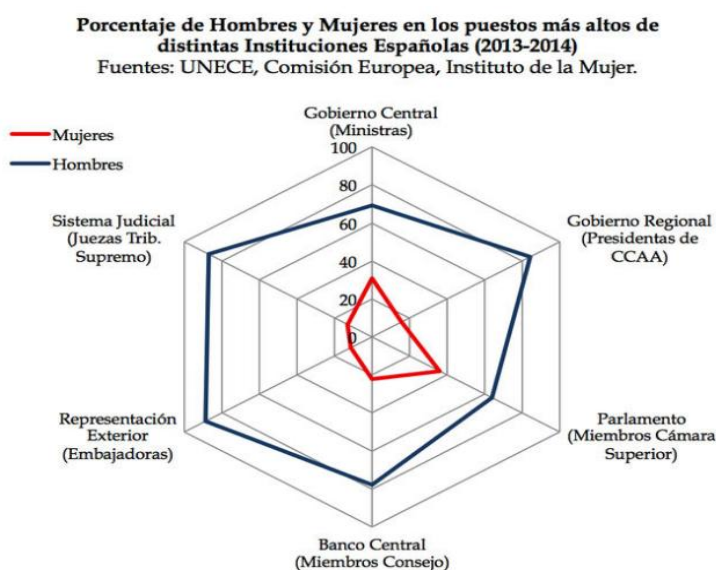 Porcentaje de Hombres y Mujeres en los puestos más altos de
distintas Instituciones Españolas (2013-2014)
Fuentes: UNECE, Comisión Europea, Instituto de la Mujer.
Mujeres
Hombres
Gobierno Central
(Ministras)
100
80
60
40
20
0
Gobierno Regional
(Presidentas de
CCAA)
Parlamento
(Miembros Cámara
Superior)
Banco Central
(Miembros Consejo)
Representación
Exterior
(Embajadoras)
Sistema Judicial
(Juezas Trib.
Supremo)